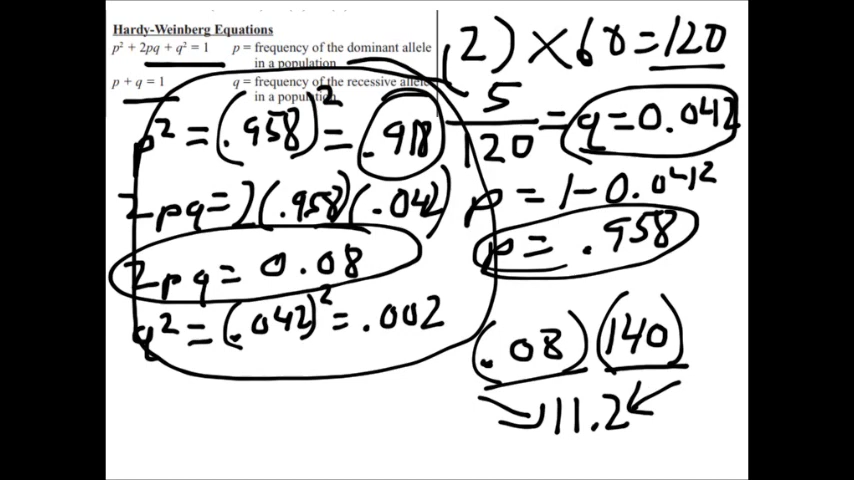 Hardy-Weinberg Equations
p² + 2pq + q² = 1 p = frequency of the dominant allele
in a population
p + q = 1 q = frequency of the recessive allele
in a population
(2) × 60 = 120
5/120 = q = 0.042
p = 1 - 0.042
p = .958
p² = (.958)² = .918
2pq = 2(.958)(.042)
2pq = 0.08
q² = (.042)² = .002
(.08)(140)
11.2